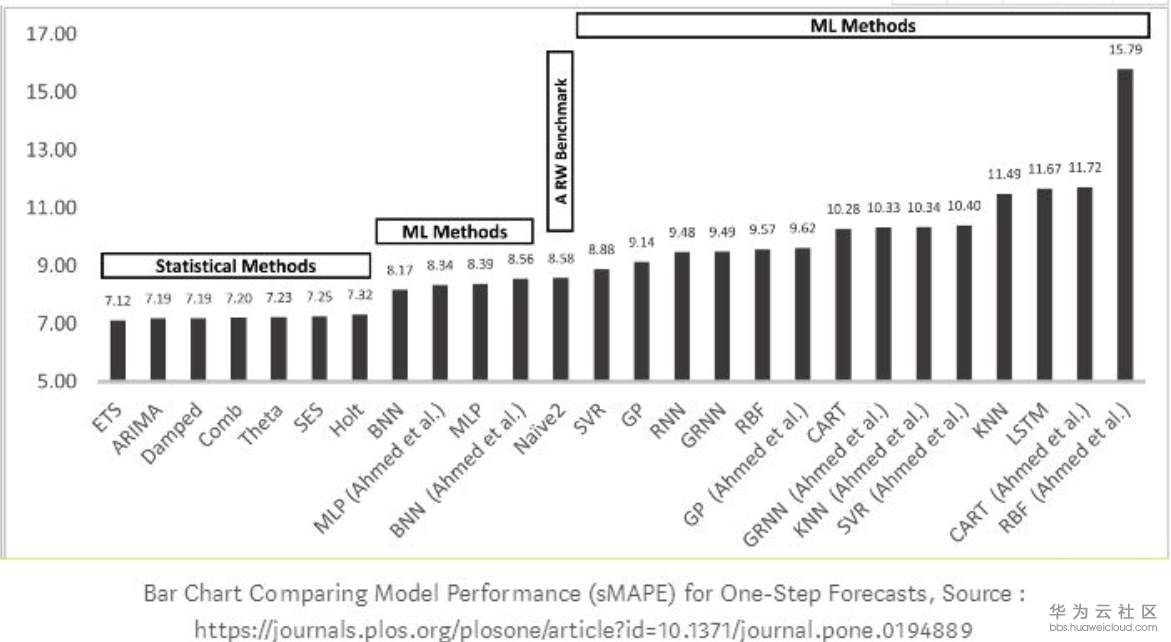 ML Methods
17.00
15.79
15.00
A RW Benchmark
13.00
11.49 11.67 11.72
11.00
10.28 10.33 10.34 10.40
ML Methods
9.48 9.49 9.57 9.62
9.00
8.88 9.14
8.17 8.34 8.39 8.56 8.58
Statistical Methods
7.12 7.19 7.19 7.20 7.23 7.25 7.32
7.00
5.00
ETS
ARIMA
Damped
Comb
Theta
SES
Holt
BNN
MLP (Ahmed et al.)
MLP
BNN (Ahmed et al.)
Naïve2
SVR
GP
RNN
GRNN
RBF
GP (Ahmed et al.)
CART
GRNN (Ahmed et al.)
KNN (Ahmed et al.)
SVR (Ahmed et al.)
KNN
LSTM
CART (Ahmed et al.)
RBF (Ahmed et al.)
Bar Chart Comparing Model Performance (sMAPE) for One-Step Forecasts, Source :
https://journals.plos.org/plosone/article?id=10.1371/journal.pone.0194889
华为云社区
bbs.huaweicloud.com